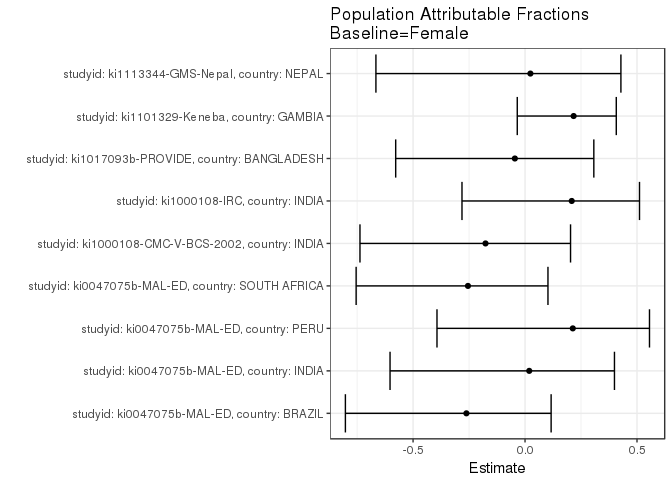 Population Attributable Fractions
Baseline=Female
studyid: ki1113344-GMS-Nepal, country: NEPAL
studyid: ki1101329-Keneba, country: GAMBIA
studyid: ki1017093b-PROVIDE, country: BANGLADESH
studyid: ki1000108-IRC, country: INDIA
studyid: ki1000108-CMC-V-BCS-2002, country: INDIA
studyid: ki0047075b-MAL-ED, country: SOUTH AFRICA
studyid: ki0047075b-MAL-ED, country: PERU
studyid: ki0047075b-MAL-ED, country: INDIA
studyid: ki0047075b-MAL-ED, country: BRAZIL
-0.5 0.0 0.5
Estimate